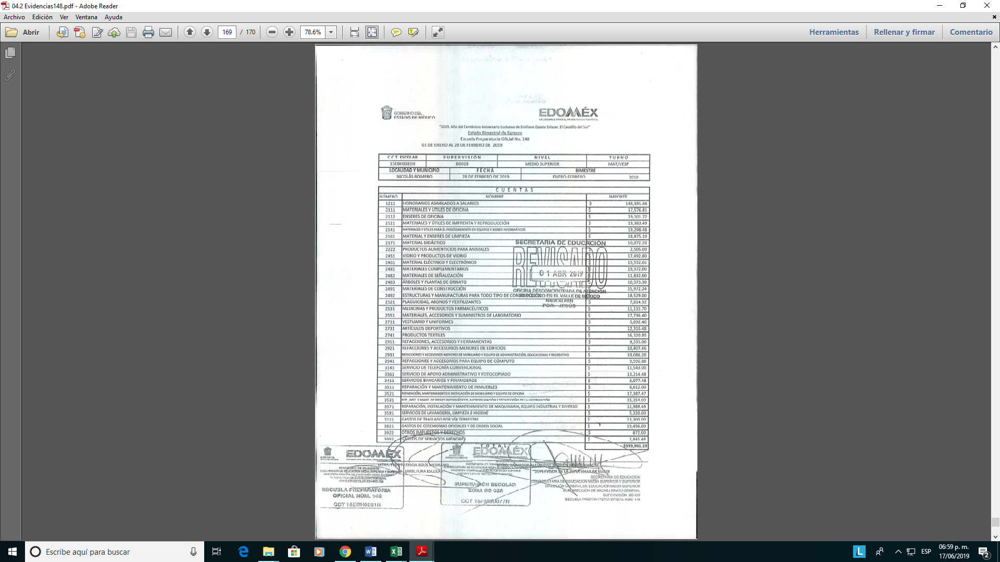 04.2 Evidencias148.pdf - Adobe Reader
Archivo Edición Ver Ventana Ayuda
Abrir 169 / 170 78.6% Herramientas Rellenar y firmar Comentario
GOBIERNO DEL
ESTADO DE MÉXICO
EDOMÉX
DECISIONES FIRMES, RESULTADOS FUERTES.
"2019. Año del Centésimo Aniversario Luctuoso de Emiliano Zapata Salazar. El Caudillo del Sur"
Estado Bimestral de Egresos
Escuela Preparatoria Oficial No. 148
01 DE ENERO AL 28 DE FEBRERO DE 2019
C.C.T. ESCOLAR SUPERVISIÓN NIVEL TURNO
15EBH0281N BG028 MEDIO SUPERIOR MAT/VESP
LOCALIDAD Y MUNICIPIO FECHA BIMESTRE
NICOLÁS ROMERO 28 DE FEBRERO DE 2019 ENERO-FEBRERO 2019
CUENTAS
NÚMERO NOMBRE IMPORTE
1211 HONORARIOS ASIMILADOS A SALARIOS $ 148,391.46
2111 MATERIALES Y ÚTILES DE OFICINA $ 17,576.81
2112 ENSERES DE OFICINA $ 19,101.72
2121 MATERIALES Y ÚTILES DE IMPRENTA Y REPRODUCCIÓN $ 19,383.49
2141 MATERIALES Y ÚTILES PARA EL PROCESAMIENTO EN EQUIPOS Y BIENES INFORMÁTICOS $ 19,298.48
2161 MATERIAL Y ENSERES DE LIMPIEZA $ 18,875.10
2171 MATERIAL DIDÁCTICO 10,072.20
2222 PRODUCTOS ALIMENTICIOS PARA ANIMALES $ 2,505.00
2451 VIDRIO Y PRODUCTOS DE VIDRIO $ 17,492.80
2461 MATERIAL ELÉCTRICO Y ELECTRÓNICO $ 19,932.06
2481 MATERIALES COMPLEMENTARIOS $ 19,372.00
2482 MATERIALES DE SEÑALIZACIÓN $ 11,832.00
2483 ÁRBOLES Y PLANTAS DE ORNATO $ 10,373.30
2491 MATERIALES DE CONSTRUCCIÓN $ 15,972.24
2492 ESTRUCTURAS Y MANUFACTURAS PARA TODO TIPO DE CONSTRUCCIÓN $ 18,529.00
2521 PLAGUICIDAS, ABONOS Y FERTILIZANTES $ 7,014.92
2531 MEDICINAS Y PRODUCTOS FARMACÉUTICOS $ 11,115.70
2551 MATERIALES, ACCESORIOS Y SUMINISTROS DE LABORATORIO $ 17,736.40
2711 VESTUARIO Y UNIFORMES $ 5,092.40
2731 ARTÍCULOS DEPORTIVOS $ 12,316.48
2741 PRODUCTOS TEXTILES $ 16,320.85
2911 REFACCIONES, ACCESORIOS Y HERRAMIENTAS $ 9,535.00
2921 REFACCIONES Y ACCESORIOS MENORES DE EDIFICIOS $ 10,407.46
2931 REFACCIONES Y ACCESORIOS MENORES DE MOBILIARIO Y EQUIPO DE ADMINISTRACIÓN, EDUCACIONAL Y RECREATIVO $ 10,086.20
2941 REFACCIONES Y ACCESORIOS PARA EQUIPO DE CÓMPUTO $ 9,996.00
3141 SERVICIO DE TELEFONÍA CONVENCIONAL $ 11,543.00
3361 SERVICIO DE APOYO ADMINISTRATIVO Y FOTOCOPIADO $ 13,214.48
3411 SERVICIOS BANCARIOS Y FINANCIEROS $ 3,077.48
3511 REPARACIÓN Y MANTENIMIENTO DE INMUEBLES $ 6,612.00
3521 REPARACIÓN, MANTENIMIENTO E INSTALACIÓN DE MOBILIARIO Y EQUIPO DE OFICINA $ 17,387.47
3531 REP., INST. Y MANT. DE BIENES INFORMÁTICOS, MICROFILMACIÓN Y TECNOLOGÍAS DE LA INFORMACIÓN $ 15,254.00
3571 REPARACIÓN, INSTALACIÓN Y MANTENIMIENTO DE MAQUINARIA, EQUIPO INDUSTRIAL Y DIVERSO $ 12,989.43
3581 SERVICIOS DE LAVANDERIA, LIMPIEZA E HIGIENE $ 5,220.00
3721 GASTOS DE TRASLADO POR VÍA TERRESTRE $ 13,300.00
3821 GASTOS DE CEREMONIAS OFICIALES Y DE ORDEN SOCIAL $ 13,456.00
3922 OTROS IMPUESTOS Y DERECHOS $ 872.00
3992 GASTOS DE SERVICIOS MENORES $ 7,845.48
TOTAL $599,901.29
SECRETARIA DE EDUCACIÓN
REVISADO
01 ABR 2019
OFICINA DESCONCENTRADA DE ATENCIÓN
EN EL VALLE DE MÉXICO
NAUCALPAN
POR: JESÚS
EDOMÉX
PATRICIA SOLÍS MEDRANO
DIRECTORA ESCOLAR
ESCUELA PREPARATORIA
OFICIAL NÚM. 148
CCT 15EBH0281N
EDOMÉX
SUPERVISIÓN ESCOLAR
ZONA BG 028
SUPERVISOR DE LA ZONA ESCOLAR BG028
SECRETARÍA DE EDUCACIÓN
SUBSECRETARÍA DE EDUCACIÓN MEDIA SUPERIOR Y SUPERIOR
DIRECCIÓN GENERAL DE EDUCACIÓN MEDIA SUPERIOR
SUBDIRECCIÓN DE BACHILLERATO GENERAL
SUPERVISIÓN BG 028
ESCUELA PREPARATORIA OFICIAL NÚM. 148
Escribe aquí para buscar
ESP
06:59 p. m.
17/06/2019
2